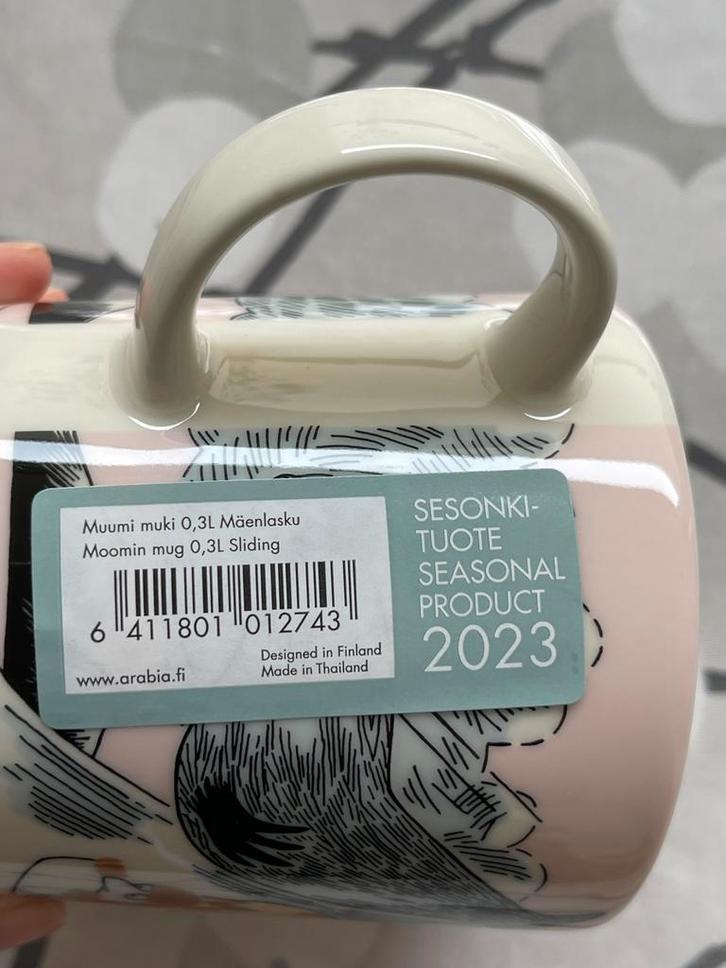 Muumi muki 0,3L Mäenlasku
Moomin mug 0,3L Sliding
6 411801 012743
www.arabia.fi
Designed in Finland
Made in Thailand
SESONKI-
TUOTE
SEASONAL
PRODUCT
2023